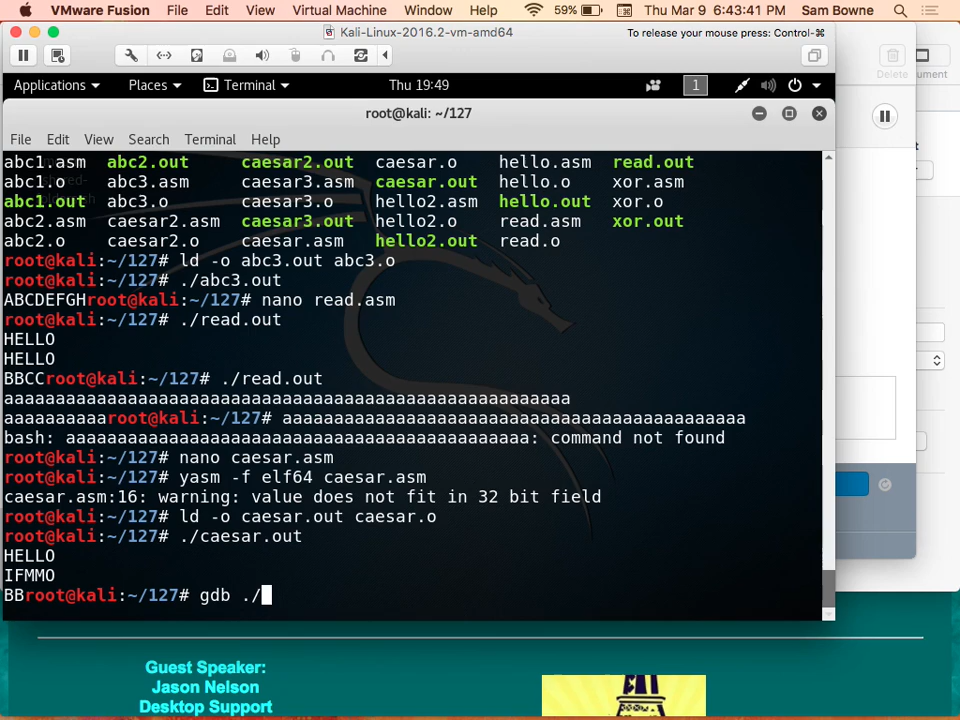 VMware Fusion File Edit View Virtual Machine Window Help 59% Thu Mar 9 6:43:41 PM Sam Bowne
Kali-Linux-2016.2-vm-amd64 To release your mouse press: Control-⌘
Delete
Applications Places Terminal Thu 19:49 1
root@kali: ~/127
File Edit View Search Terminal Help
abc1.asm abc2.out caesar2.out caesar.o hello.asm read.out
abc1.o abc3.asm caesar3.asm caesar.out hello.o xor.asm
abc1.out abc3.o caesar3.o hello2.asm hello.out xor.o
abc2.asm caesar2.asm caesar3.out hello2.o read.asm xor.out
abc2.o caesar2.o caesar.asm hello2.out read.o
root@kali:~/127# ld -o abc3.out abc3.o
root@kali:~/127# ./abc3.out
ABCDEFGHroot@kali:~/127# nano read.asm
root@kali:~/127# ./read.out
HELLO
HELLO
BBCCroot@kali:~/127# ./read.out
aaaaaaaaaaaaaaaaaaaaaaaaaaaaaaaaaaaaaaaaaaaaaaaaaaaaaaa
aaaaaaaaaaroot@kali:~/127# aaaaaaaaaaaaaaaaaaaaaaaaaaaaaaaaaaaaaaaaaaaaa
bash: aaaaaaaaaaaaaaaaaaaaaaaaaaaaaaaaaaaaaaaaaaaaa: command not found
root@kali:~/127# nano caesar.asm
root@kali:~/127# yasm -f elf64 caesar.asm
caesar.asm:16: warning: value does not fit in 32 bit field
root@kali:~/127# ld -o caesar.out caesar.o
root@kali:~/127# ./caesar.out
HELLO
IFMMO
BBroot@kali:~/127# gdb ./
Guest Speaker:
Jason Nelson
Desktop Support